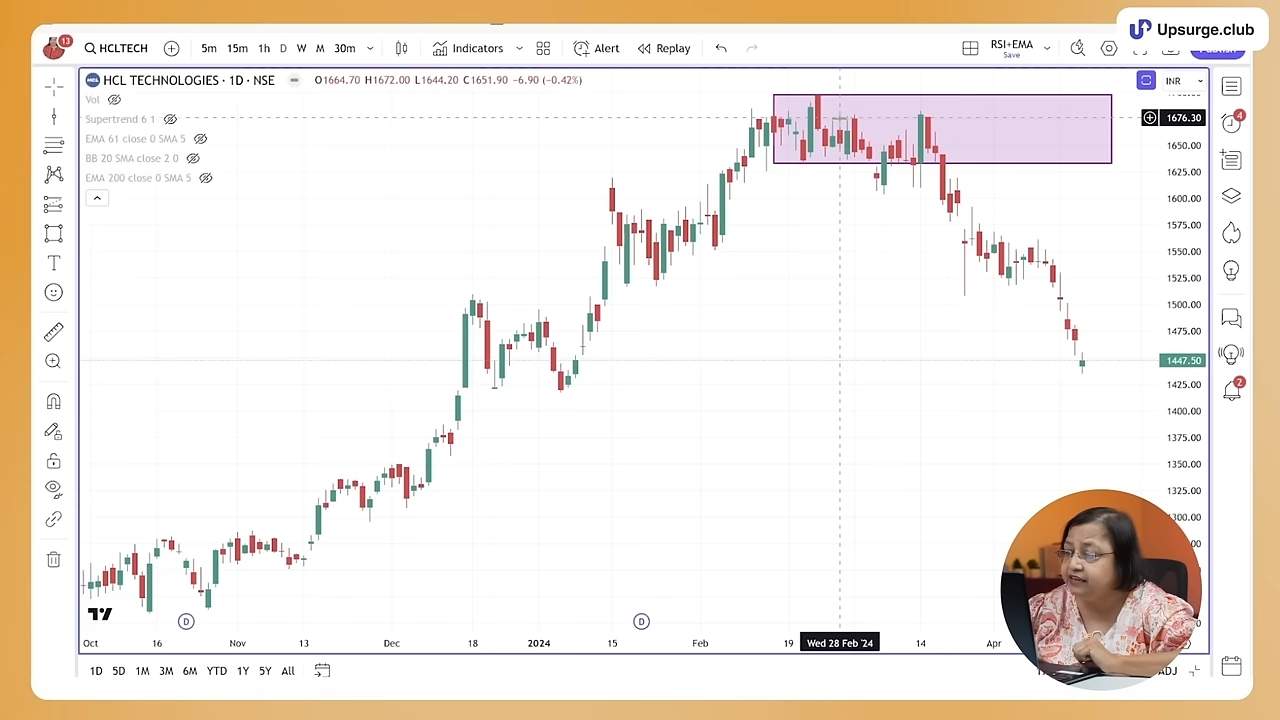 Upsurge.club
13
HCLTECH
5m 15m 1h D W M 30m
Indicators
Alert
Replay
RSI+EMA
Save
HCL TECHNOLOGIES · 1D · NSE
O1664.70 H1672.00 L1644.20 C1651.90 -6.90 (-0.42%)
INR
Vol
Supertrend 6 1
EMA 61 close 0 SMA 5
BB 20 SMA close 2 0
EMA 200 close 0 SMA 5
1676.30
1650.00
1625.00
1600.00
1575.00
1550.00
1525.00
1500.00
1475.00
1447.50
1425.00
1400.00
1375.00
1350.00
1325.00
1300.00
4
2
D
D
Oct 16 Nov 13 Dec 18 2024 15 Feb 19 Wed 28 Feb '24 14 Apr
1D 5D 1M 3M 6M YTD 1Y 5Y All
ADJ